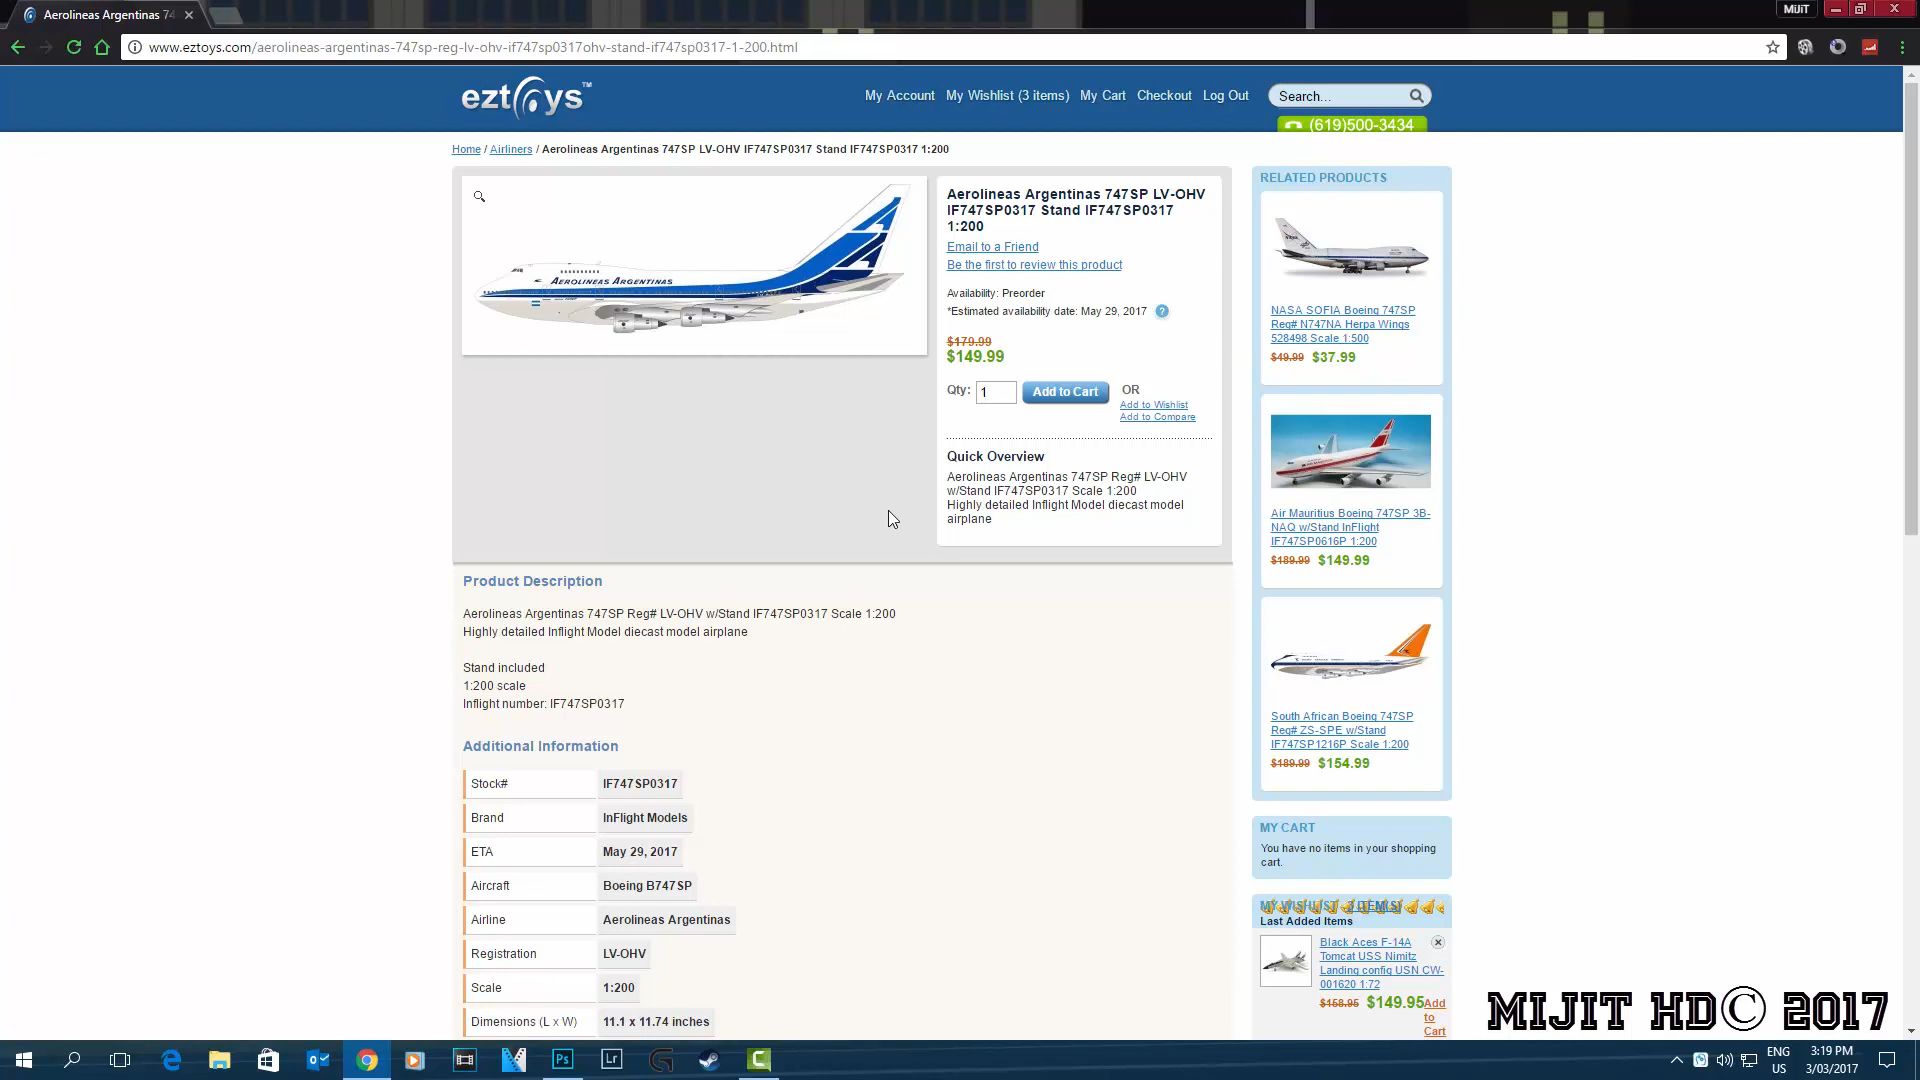 Aerolineas Argentinas 74
MiJiT
www.eztoys.com/aerolineas-argentinas-747sp-reg-lv-ohv-if747sp0317ohv-stand-if747sp0317-1-200.html
eztoys™
My Account My Wishlist (3 items) My Cart Checkout Log Out
Search...
(619)500-3434
Home / Airliners / Aerolineas Argentinas 747SP LV-OHV IF747SP0317 Stand IF747SP0317 1:200
AEROLINEAS ARGENTINAS
Aerolineas Argentinas 747SP LV-OHV
IF747SP0317 Stand IF747SP0317
1:200
Email to a Friend
Be the first to review this product
Availability: Preorder
*Estimated availability date: May 29, 2017 ?
$179.99
$149.99
Qty: 1 Add to Cart OR
Add to Wishlist
Add to Compare
Quick Overview
Aerolineas Argentinas 747SP Reg# LV-OHV
w/Stand IF747SP0317 Scale 1:200
Highly detailed Inflight Model diecast model
airplane
Product Description
Aerolineas Argentinas 747SP Reg# LV-OHV w/Stand IF747SP0317 Scale 1:200
Highly detailed Inflight Model diecast model airplane
Stand included
1:200 scale
Inflight number: IF747SP0317
Additional Information
Stock# IF747SP0317
Brand InFlight Models
ETA May 29, 2017
Aircraft Boeing B747SP
Airline Aerolineas Argentinas
Registration LV-OHV
Scale 1:200
Dimensions (L x W) 11.1 x 11.74 inches
RELATED PRODUCTS
NASA SOFIA Boeing 747SP
Reg# N747NA Herpa Wings
528498 Scale 1:500
$49.99 $37.99
Air Mauritius Boeing 747SP 3B-
NAQ w/Stand InFlight
IF747SP0616P 1:200
$189.99 $149.99
South African Boeing 747SP
Reg# ZS-SPE w/Stand
IF747SP1216P Scale 1:200
$189.99 $154.99
MY CART
You have no items in your shopping
cart.
MY WISHLIST 3 ITEM(S)
Last Added Items
Black Aces F-14A
Tomcat USS Nimitz
Landing config USN CW-
001620 1:72
$158.95 $149.95 Add
to
Cart
MIJIT HD© 2017
Ps
Lr
ENG
US
3:19 PM
3/03/2017